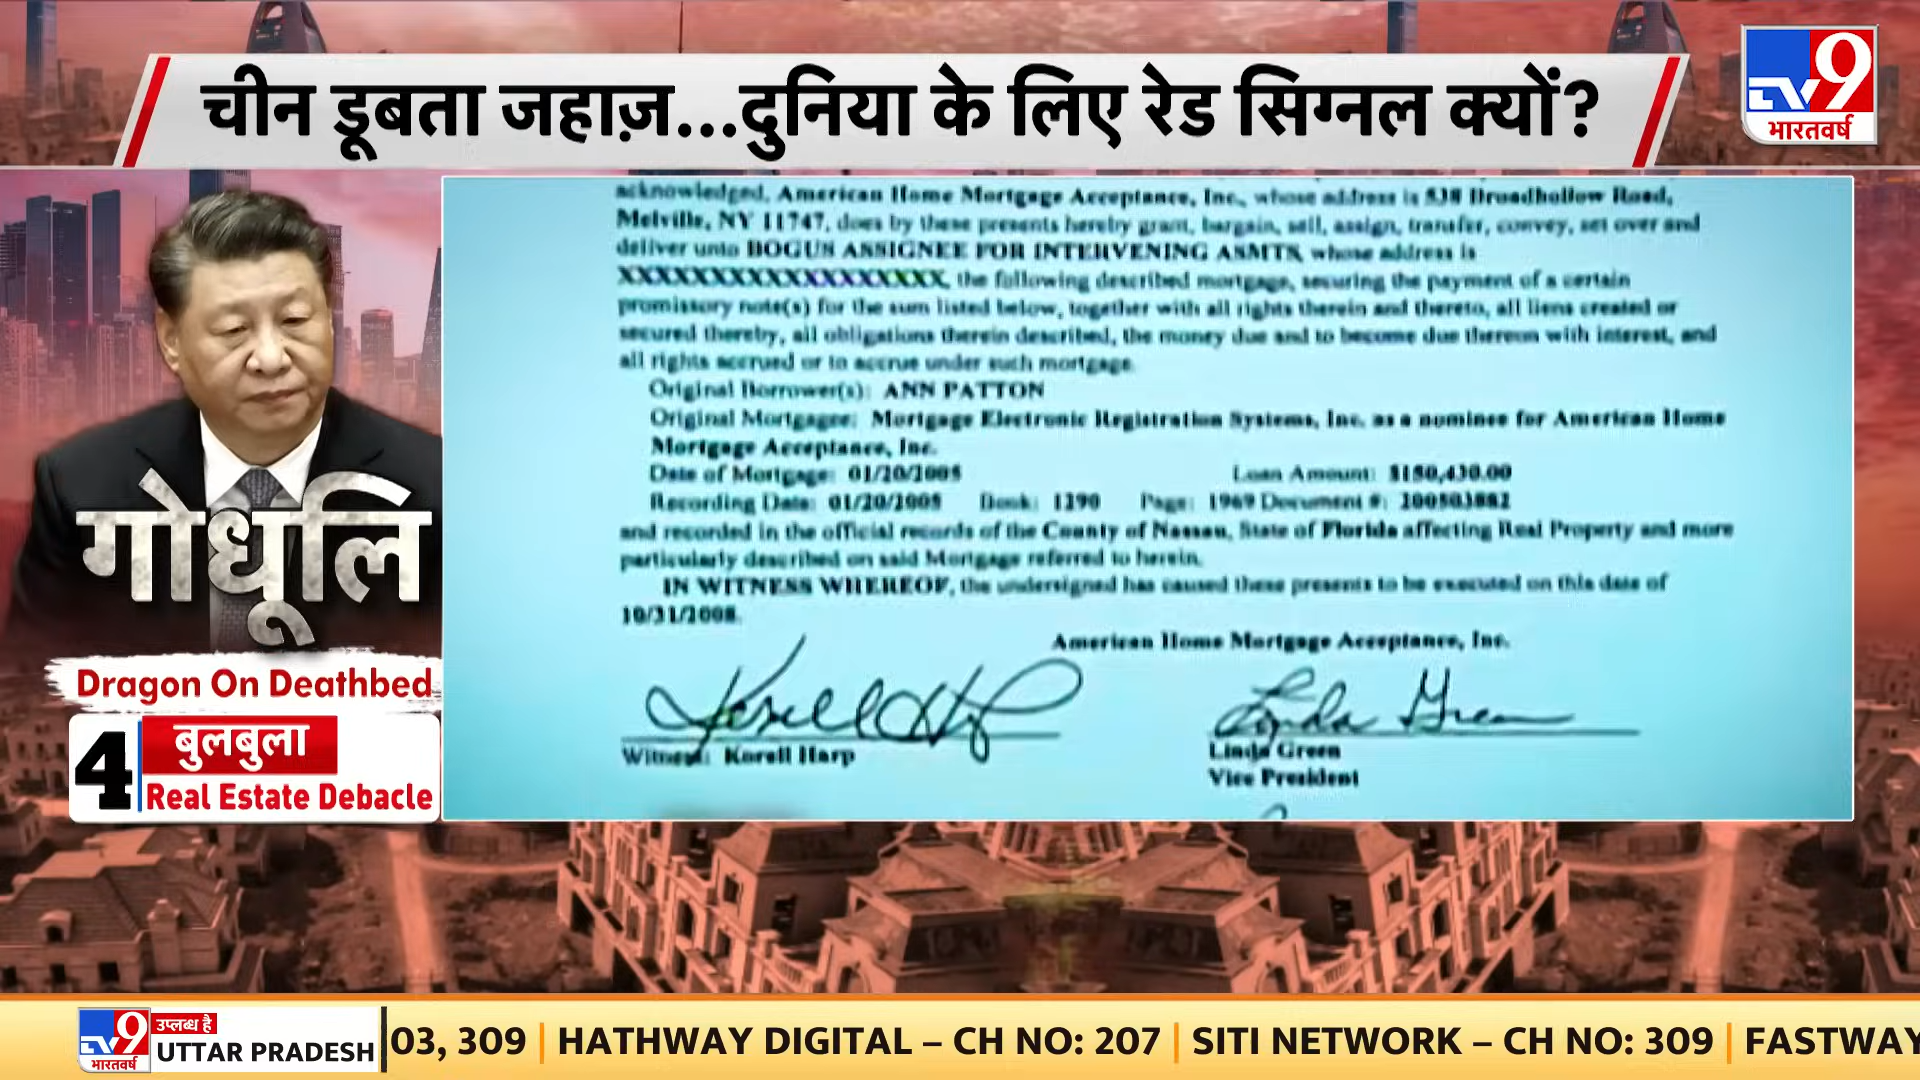 चीन डूबता जहाज़...दुनिया के लिए रेड सिग्नल क्यों?
TV9
भारतवर्ष
acknowledged, American Home Mortgage Acceptance, Inc., whose address is 538 Broadhollow Road,
Melville, NY 11747, does by these presents hereby grant, bargain, sell, assign, transfer, convey, set over and
deliver unto BOGUS ASSIGNEE FOR INTERVENING ASMTS, whose address is
XXXXXXXXXXXXXXXXXX, the following described mortgage, securing the payment of a certain
promissory note(s) for the sum listed below, together with all rights therein and thereto, all liens created or
secured thereby, all obligations therein described, the money due and to become due thereon with interest, and
all rights accrued or to accrue under such mortgage.
Original Borrower(s): ANN PATTON
Original Mortgagee: Mortgage Electronic Registration Systems, Inc. as a nominee for American Home
Mortgage Acceptance, Inc.
Date of Mortgage: 01/20/2005 Loan Amount: $150,430.00
Recording Date: 01/20/2005 Book: 1290 Page: 1969 Document #: 200503882
and recorded in the official records of the County of Nassau, State of Florida affecting Real Property and more
particularly described on said Mortgage referred to herein.
IN WITNESS WHEREOF, the undersigned has caused these presents to be executed on this date of
10/31/2008.
American Home Mortgage Acceptance, Inc.
Korell Harp
Linda Green
Witness: Korell Harp
Linda Green
Vice President
गोधूलि
Dragon On Deathbed
4 बुलबुला
Real Estate Debacle
TV9
भारतवर्ष
उप्लब्ध है
UTTAR PRADESH
03, 309 | HATHWAY DIGITAL – CH NO: 207 | SITI NETWORK – CH NO: 309 | FASTWAY